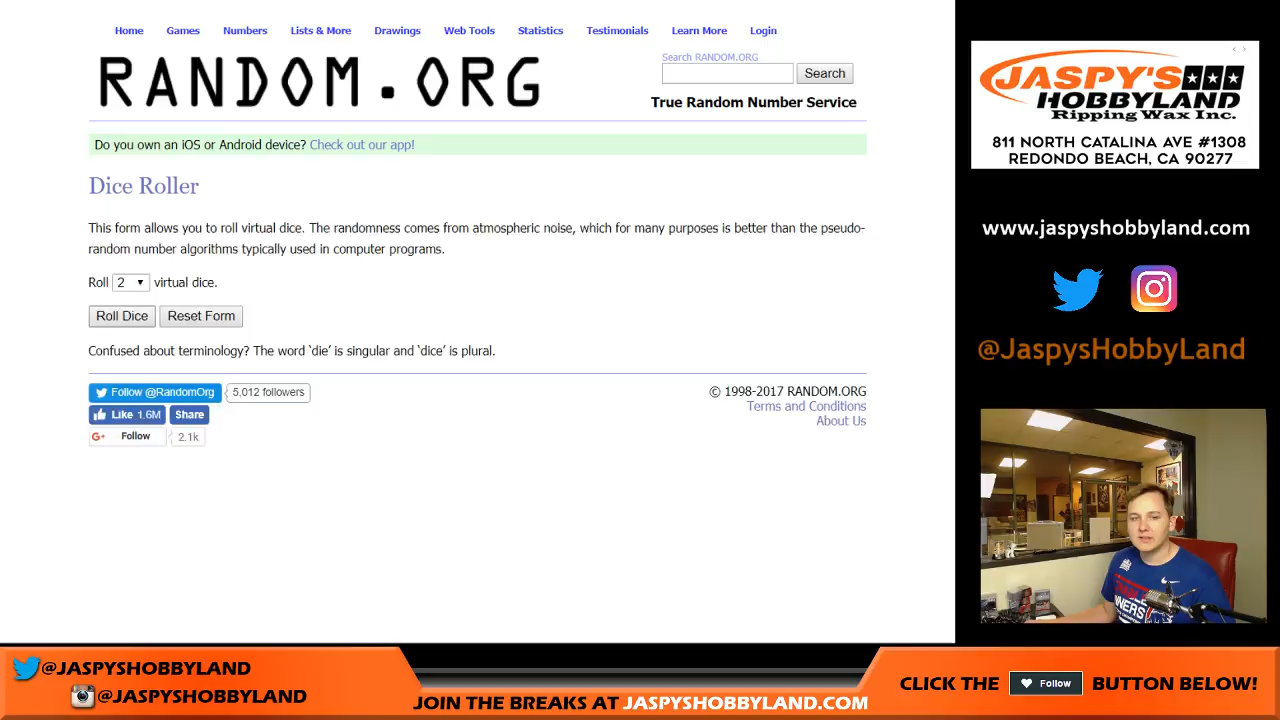 Home Games Numbers Lists & More Drawings Web Tools Statistics Testimonials Learn More Login
RANDOM.ORG
Search RANDOM.ORG
Search
True Random Number Service
Do you own an iOS or Android device? Check out our app!
Dice Roller
This form allows you to roll virtual dice. The randomness comes from atmospheric noise, which for many purposes is better than the pseudo-
random number algorithms typically used in computer programs.
Roll 2 virtual dice.
Roll Dice Reset Form
Confused about terminology? The word ‘die’ is singular and ‘dice’ is plural.
Follow @RandomOrg 5,012 followers
Like 1.6M Share
G+ Follow 2.1k
© 1998-2017 RANDOM.ORG
Terms and Conditions
About Us
JASPY'S
HOBBYLAND
Ripping Wax Inc.
811 NORTH CATALINA AVE #1308
REDONDO BEACH, CA 90277
www.jaspyshobbyland.com
@JaspysHobbyLand
@JASPYSHOBBYLAND
@JASPYSHOBBYLAND
JOIN THE BREAKS AT JASPYSHOBBYLAND.COM
CLICK THE Follow BUTTON BELOW!